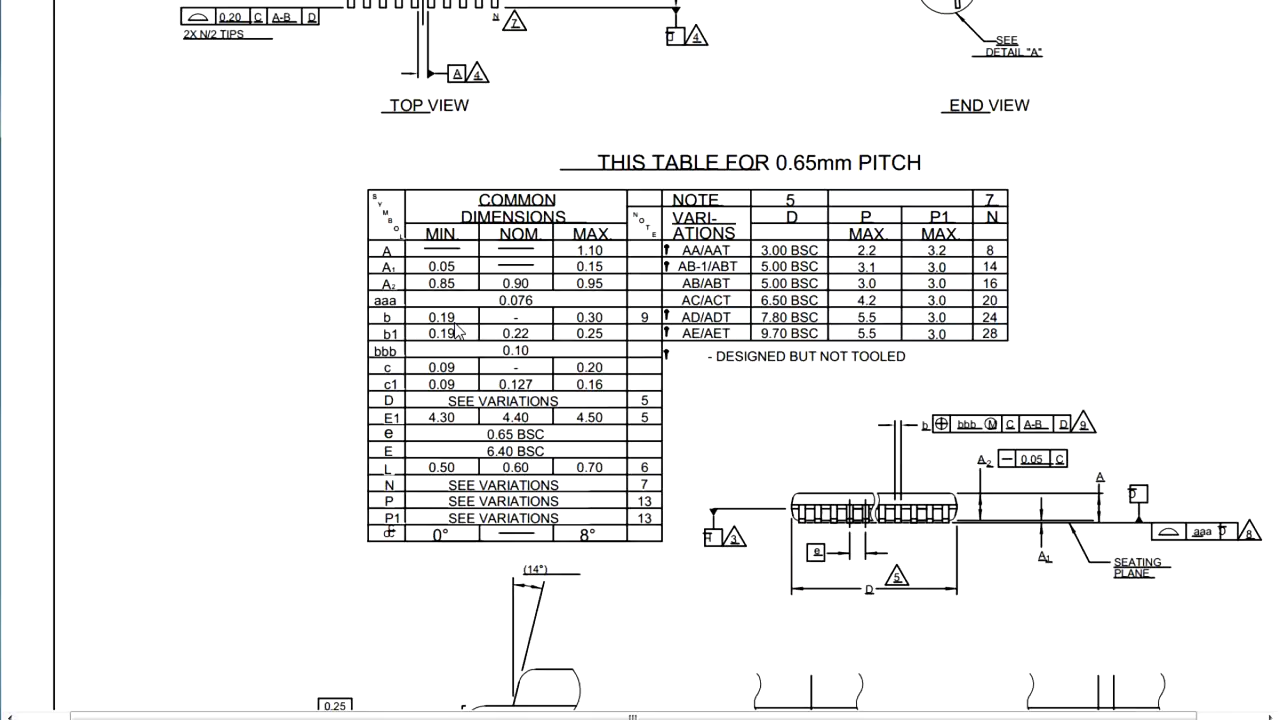 0.20 C A-B D
2X N/2 TIPS
N
7
4
A 4
SEE
DETAIL "A"
TOP VIEW
END VIEW
THIS TABLE FOR 0.65mm PITCH
SYMBOL COMMON DIMENSIONS NOTE
MIN. NOM. MAX.
A —— —— 1.10
A1 0.05 —— 0.15
A2 0.85 0.90 0.95
aaa 0.076
b 0.19 - 0.30 9
b1 0.19 0.22 0.25
bbb 0.10
c 0.09 - 0.20
c1 0.09 0.127 0.16
D SEE VARIATIONS 5
E1 4.30 4.40 4.50 5
e 0.65 BSC
E 6.40 BSC
L 0.50 0.60 0.70 6
N SEE VARIATIONS 7
P SEE VARIATIONS 13
P1 SEE VARIATIONS 13
0° —— 8°
NOTE 5 7
VARI- D P P1 N
ATIONS MAX. MAX.
AA/AAT 3.00 BSC 2.2 3.2 8
AB-1/ABT 5.00 BSC 3.1 3.0 14
AB/ABT 5.00 BSC 3.0 3.0 16
AC/ACT 6.50 BSC 4.2 3.0 20
AD/ADT 7.80 BSC 5.5 3.0 24
AE/AET 9.70 BSC 5.5 3.0 28
- DESIGNED BUT NOT TOOLED
b ⌖ bbb Ⓜ C A-B D 9
A2 — 0.05 C
A
3
e
5
D
A1
aaa 8
SEATING
PLANE
(14°)
0.25